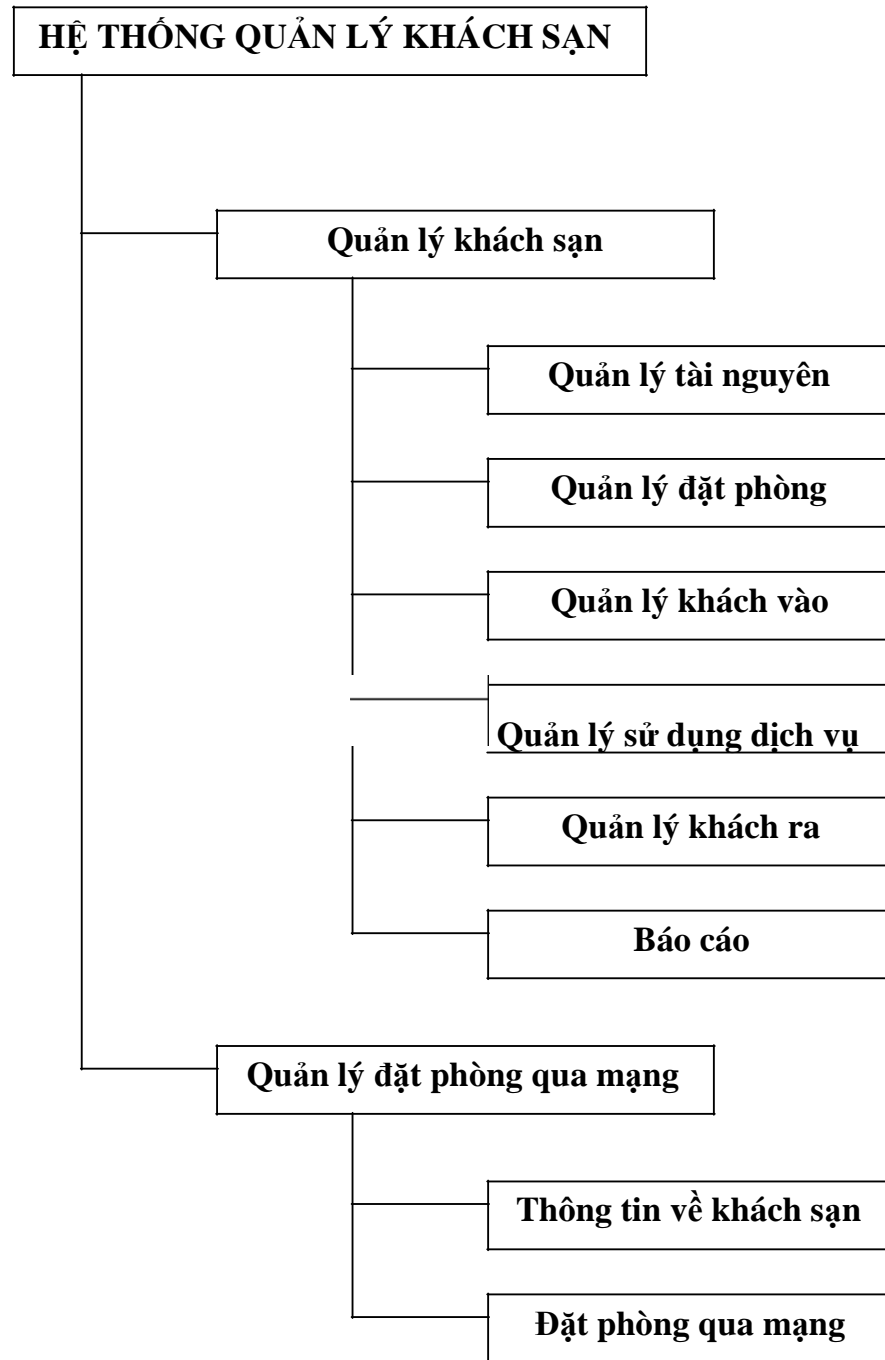 HỆ THỐNG QUẢN LÝ KHÁCH SẠN
Quản lý khách sạn
Quản lý tài nguyên
Quản lý đặt phòng
Quản lý khách vào
Quản lý sử dụng dịch vụ
Quản lý khách ra
Báo cáo
Quản lý đặt phòng qua mạng
Thông tin về khách sạn
Đặt phòng qua mạng